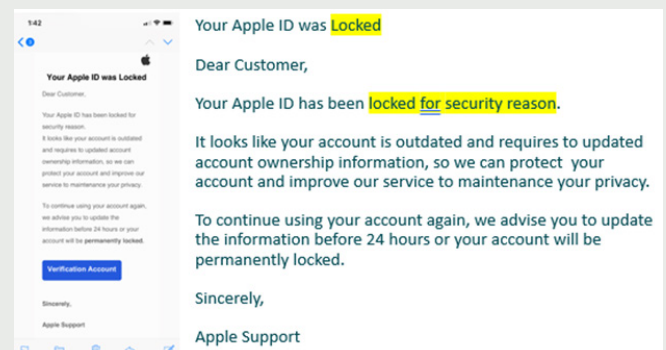 1:42
Your Apple ID was Locked
Dear Customer,
Your Apple ID has been locked for
security reason.
It looks like your account is outdated
and requires to updated account
ownership information, so we can
protect your account and improve our
service to maintenance your privacy.
To continue using your account again,
we advise you to update the
information before 24 hours or your
account will be permanently locked.
Verification Account
Sincerely,
Apple Support
Your Apple ID was Locked
Dear Customer,
Your Apple ID has been locked for security reason.
It looks like your account is outdated and requires to updated
account ownership information, so we can protect your
account and improve our service to maintenance your privacy.
To continue using your account again, we advise you to update
the information before 24 hours or your account will be
permanently locked.
Sincerely,
Apple Support